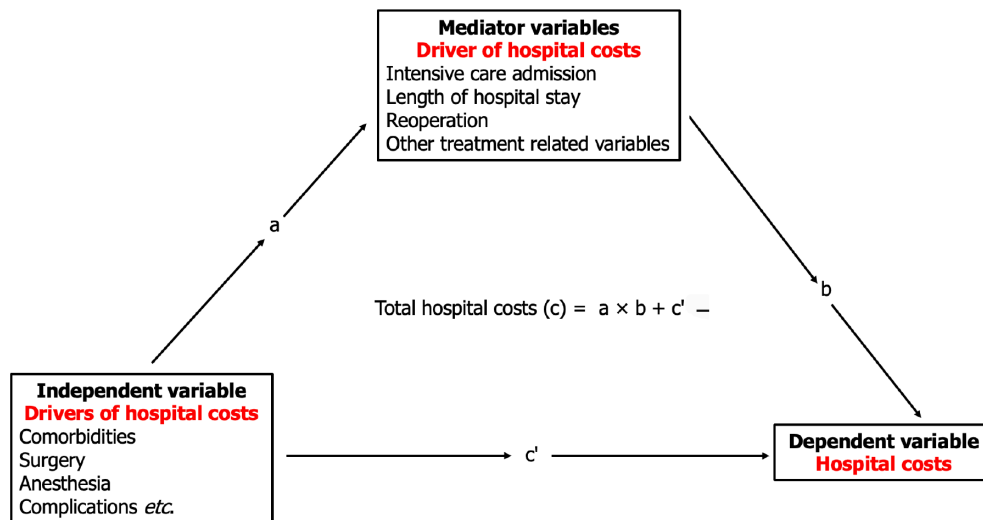 Mediator variables
Driver of hospital costs
Intensive care admission
Length of hospital stay
Reoperation
Other treatment related variables
a
b
Total hospital costs (c) = a × b + c' –
Independent variable
Drivers of hospital costs
Comorbidities
Surgery
Anesthesia
Complications etc.
c'
Dependent variable
Hospital costs